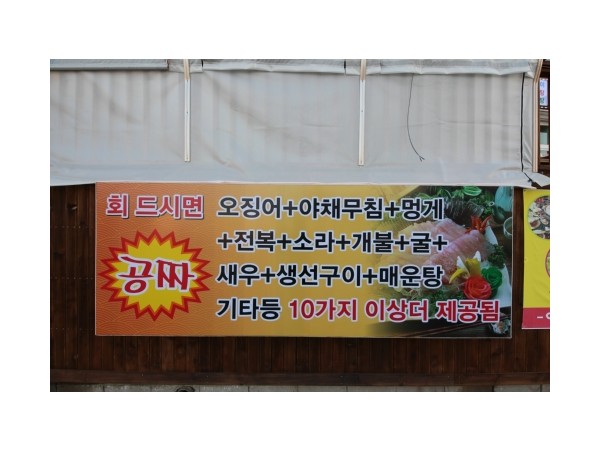 회 드시면 오징어+야채무침+멍게
+전복+소라+개불+굴+
공짜
새우+생선구이+매운탕
기타등 10가지 이상더 제공됨